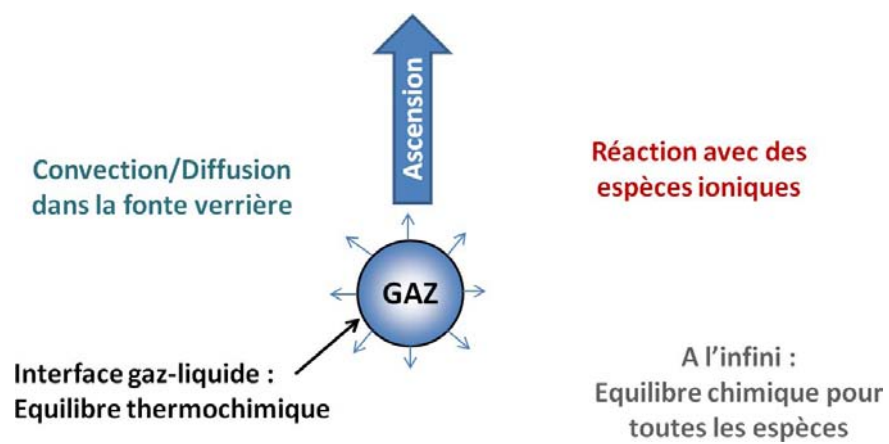 Ascension
Convection/Diffusion
dans la fonte verrière
Réaction avec des
espèces ioniques
GAZ
Interface gaz-liquide :
Equilibre thermochimique
A l'infini :
Equilibre chimique pour
toutes les espèces